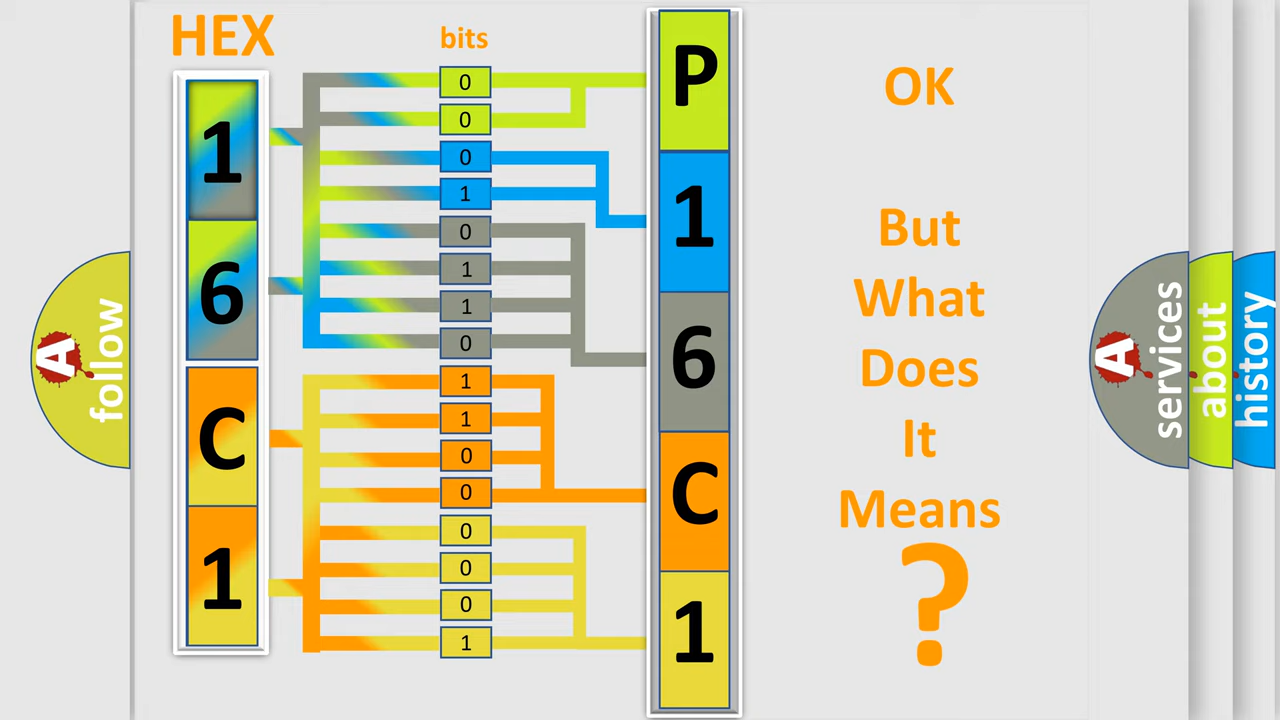 HEX
bits
1
6
C
1
0
0
0
1
0
1
1
0
1
1
0
0
0
0
0
1
P
1
6
C
1
OK
But
What
Does
It
Means
?
A
follow
A
services
about
history